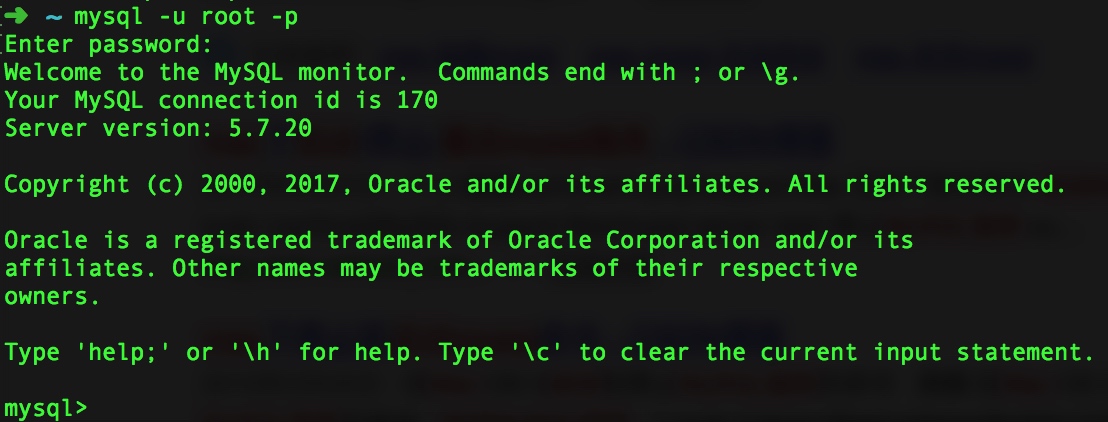 ➜ ~ mysql -u root -p
Enter password:
Welcome to the MySQL monitor.  Commands end with ; or \g.
Your MySQL connection id is 170
Server version: 5.7.20
Copyright (c) 2000, 2017, Oracle and/or its affiliates. All rights reserved.
Oracle is a registered trademark of Oracle Corporation and/or its
affiliates. Other names may be trademarks of their respective
owners.
Type 'help;' or '\h' for help. Type '\c' to clear the current input statement.
mysql>